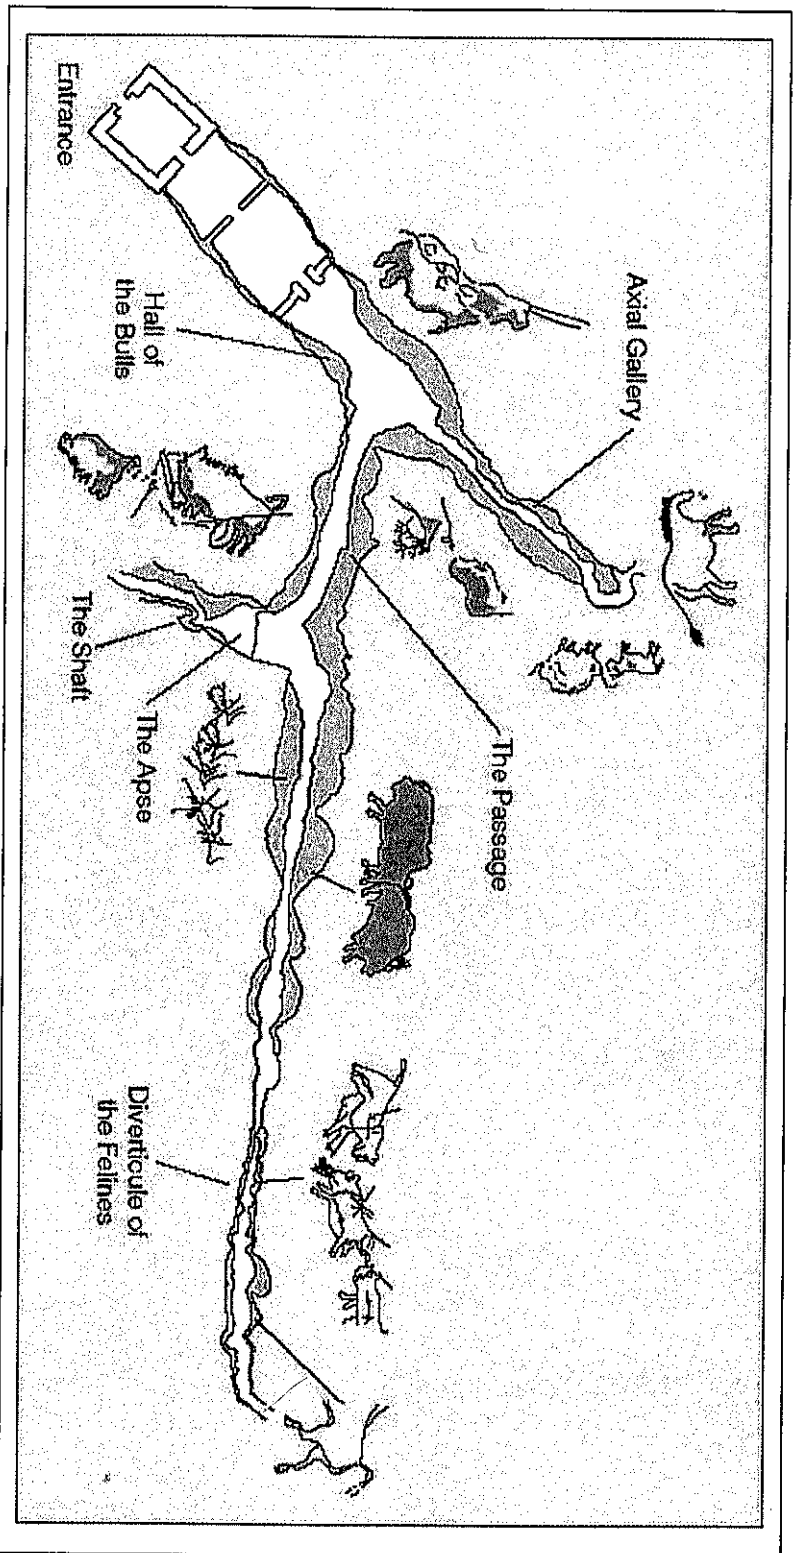 Entrance
Hall of
the Bulls
Axial Gallery
The Passage
The Shaft
The Apse
Diverticule of
the Felines